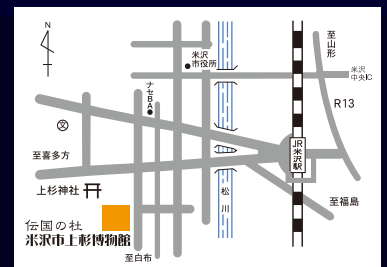 N
至山形
米沢
市役所
米沢
中央IC
ナセBA
R13
文
JR米沢駅
至喜多方
上杉神社
松川
至福島
伝国の杜
米沢市上杉博物館
至白布